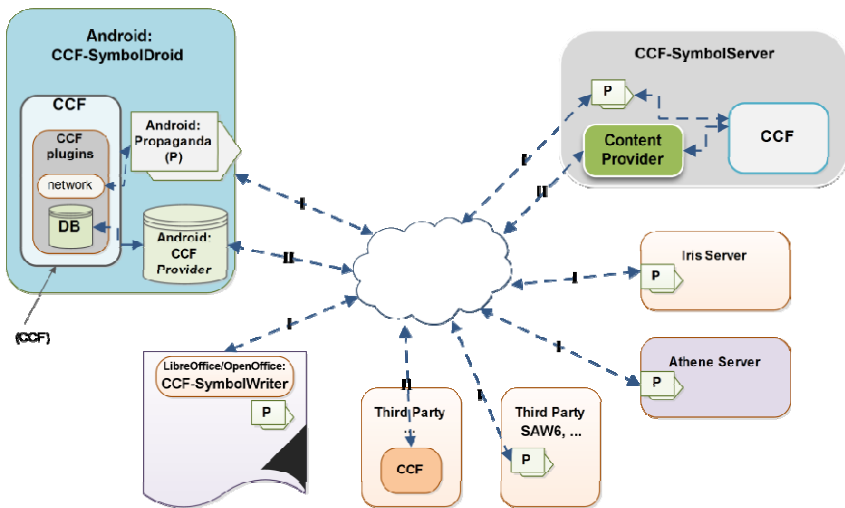 Android:
CCF-SymbolDroid
CCF
CCF
plugins
network
DB
Android:
Propaganda
(P)
Android:
CCF
Provider
(CCF)
I
II
CCF-SymbolServer
P
Content
Provider
CCF
I
II
Iris Server
P
I
Athene Server
P
I
I
LibreOffice/OpenOffice:
CCF-SymbolWriter
P
II
Third Party
...
CCF
I
Third Party
SAW6, ...
P